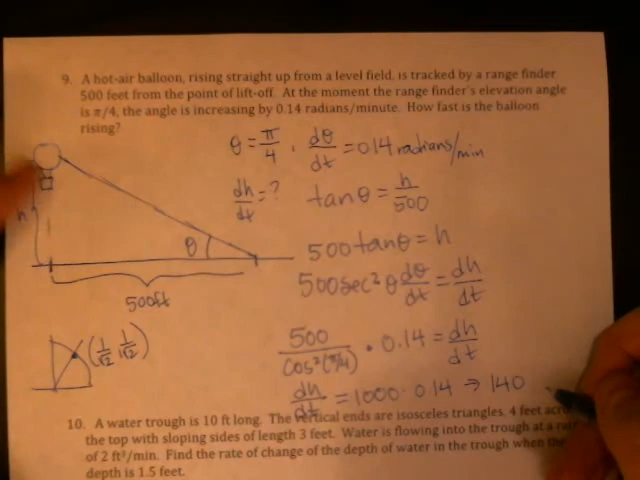 9. A hot-air balloon, rising straight up from a level field, is tracked by a range finder
500 feet from the point of lift-off. At the moment the range finder's elevation angle
is π/4, the angle is increasing by 0.14 radians/minute. How fast is the balloon
rising?
θ = π/4 , dθ/dt = 0.14 radians/min
dh/dt = ? tan θ = h/500
h
θ
500 tan θ = h
500 sec² θ dθ/dt = dh/dt
500ft
(1/√2 1/√2)
500/cos²(π/4) • 0.14 = dh/dt
dh/dt = 1000 · 0.14 ⇒ 140
10. A water trough is 10 ft long. The vertical ends are isosceles triangles, 4 feet
the top with sloping sides of length 3 feet. Water is flowing into the trough at a
of 2 ft³/min. Find the rate of change of the depth of water in the trough when the
depth is 1.5 feet.